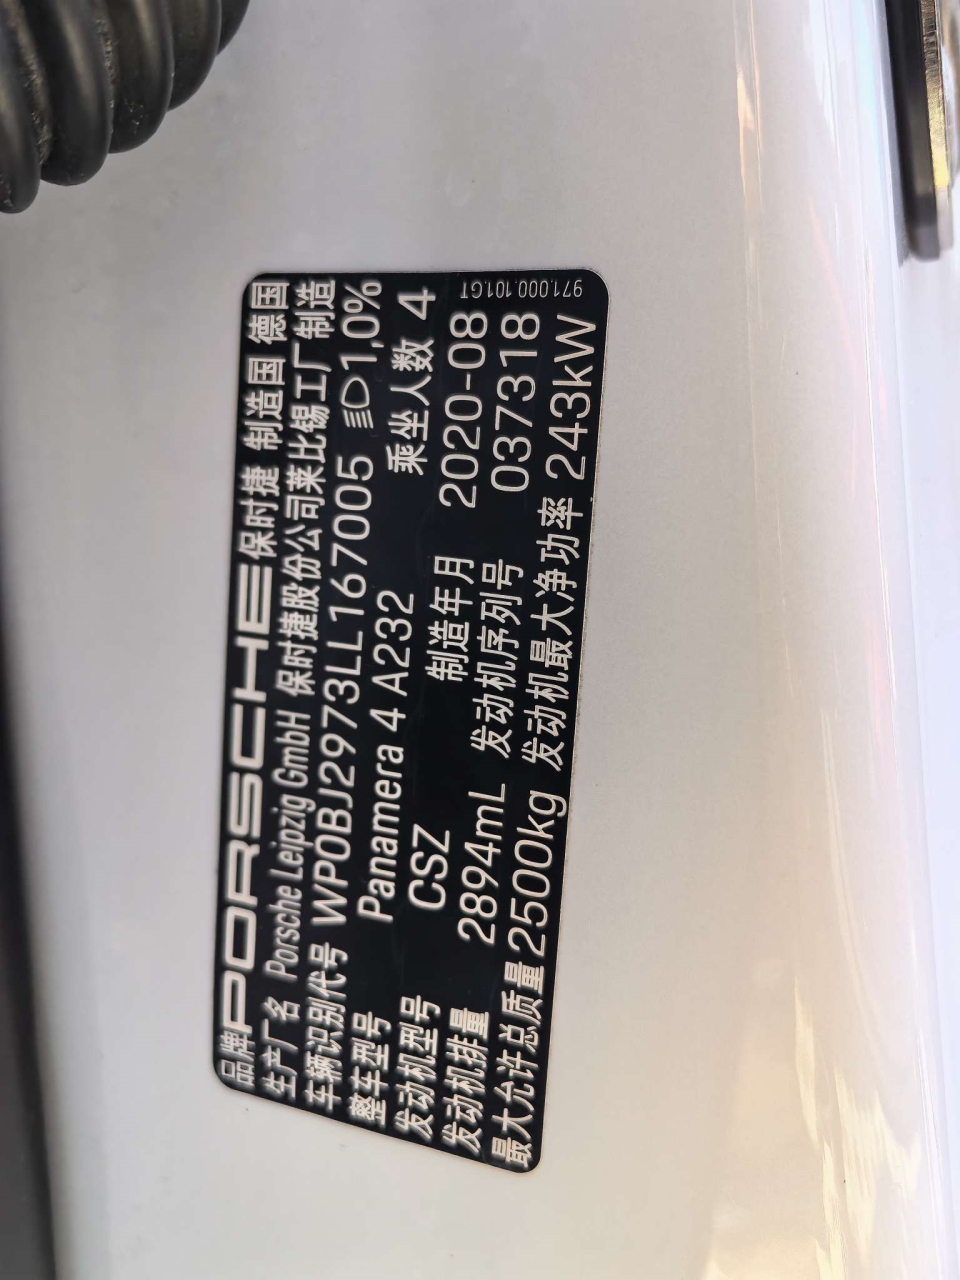 品牌 PORSCHE 保时捷 制造国 德国
生产厂名 Porsche Leipzig GmbH 保时捷股份公司莱比锡工厂制造
车辆识别代号 WP0BJ2973LL167005 1,0%
整车型号 Panamera 4 A232 乘坐人数 4
发动机型号 CSZ 制造年月 2020-08
发动机排量 2894mL 发动机序列号 037318
最大允许总质量 2500kg 发动机最大净功率 243kW
971.000.101.GT